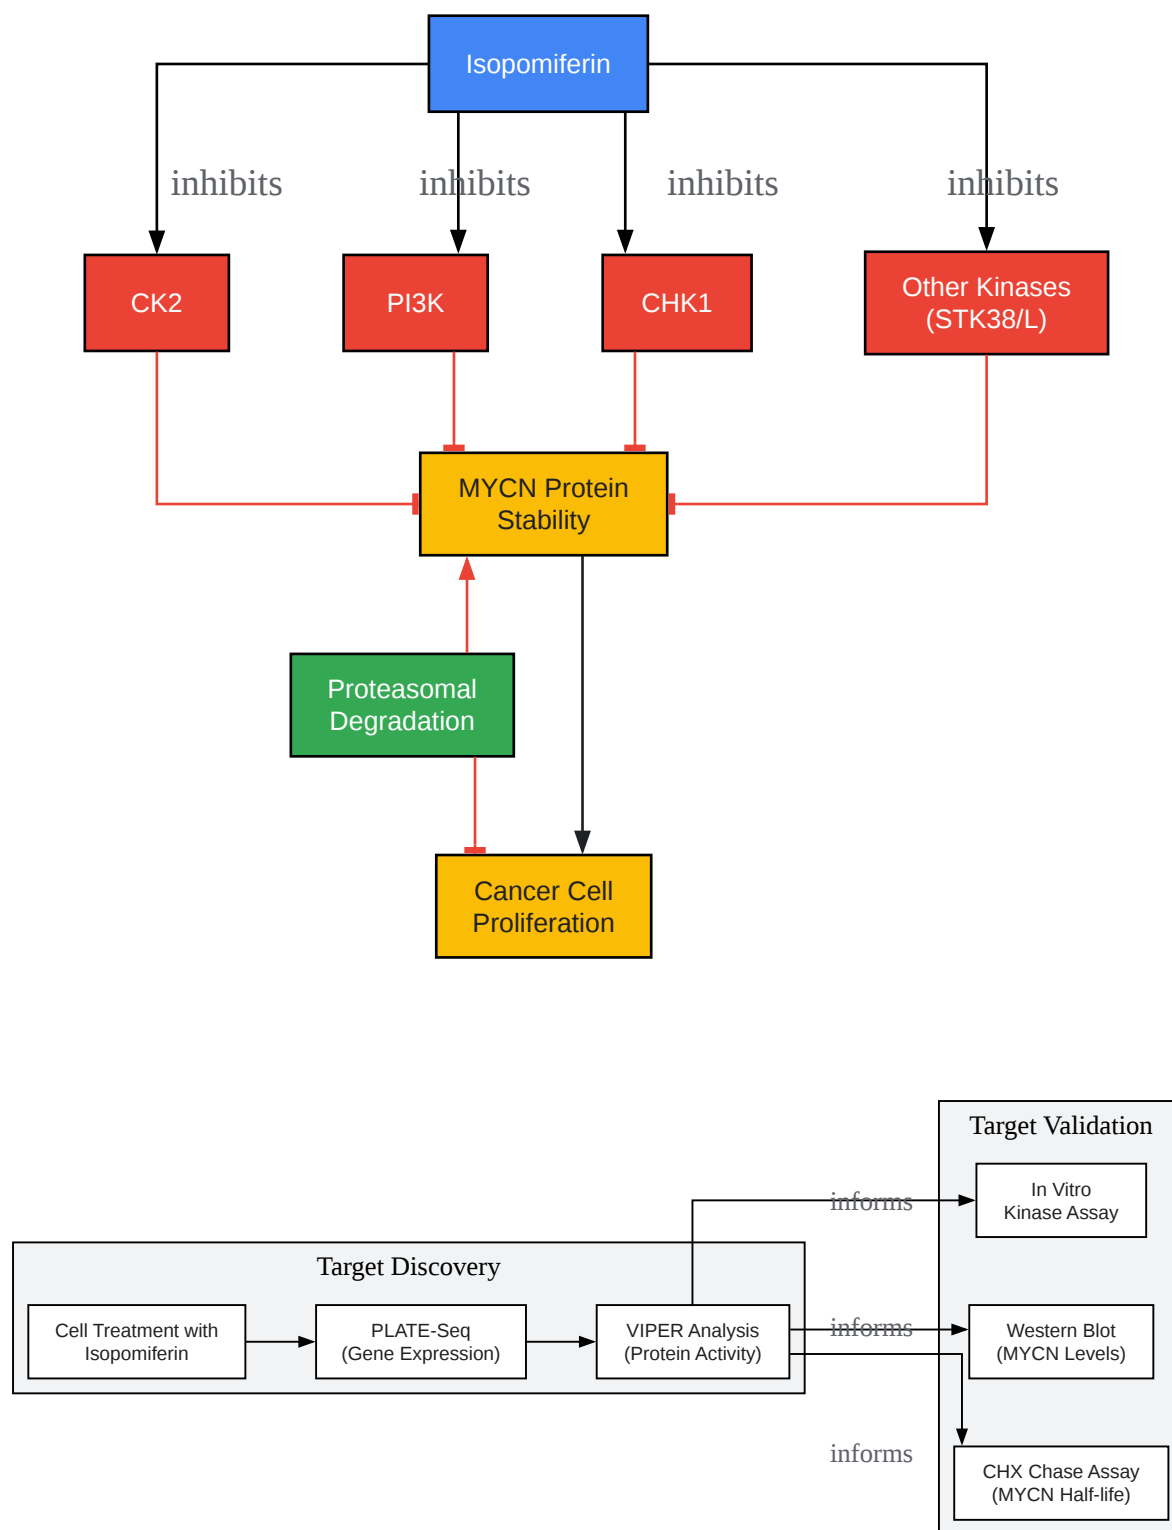 Isopomiferin
inhibits
inhibits
inhibits
inhibits
CK2
PI3K
CHK1
Other Kinases
(STK38/L)
MYCN Protein
Stability
Proteasomal
Degradation
Cancer Cell
Proliferation
Target Validation
In Vitro
Kinase Assay
informs
Target Discovery
Cell Treatment with
Isopomiferin
PLATE-Seq
(Gene Expression)
VIPER Analysis
(Protein Activity)
informs
Western Blot
(MYCN Levels)
informs
CHX Chase Assay
(MYCN Half-life)